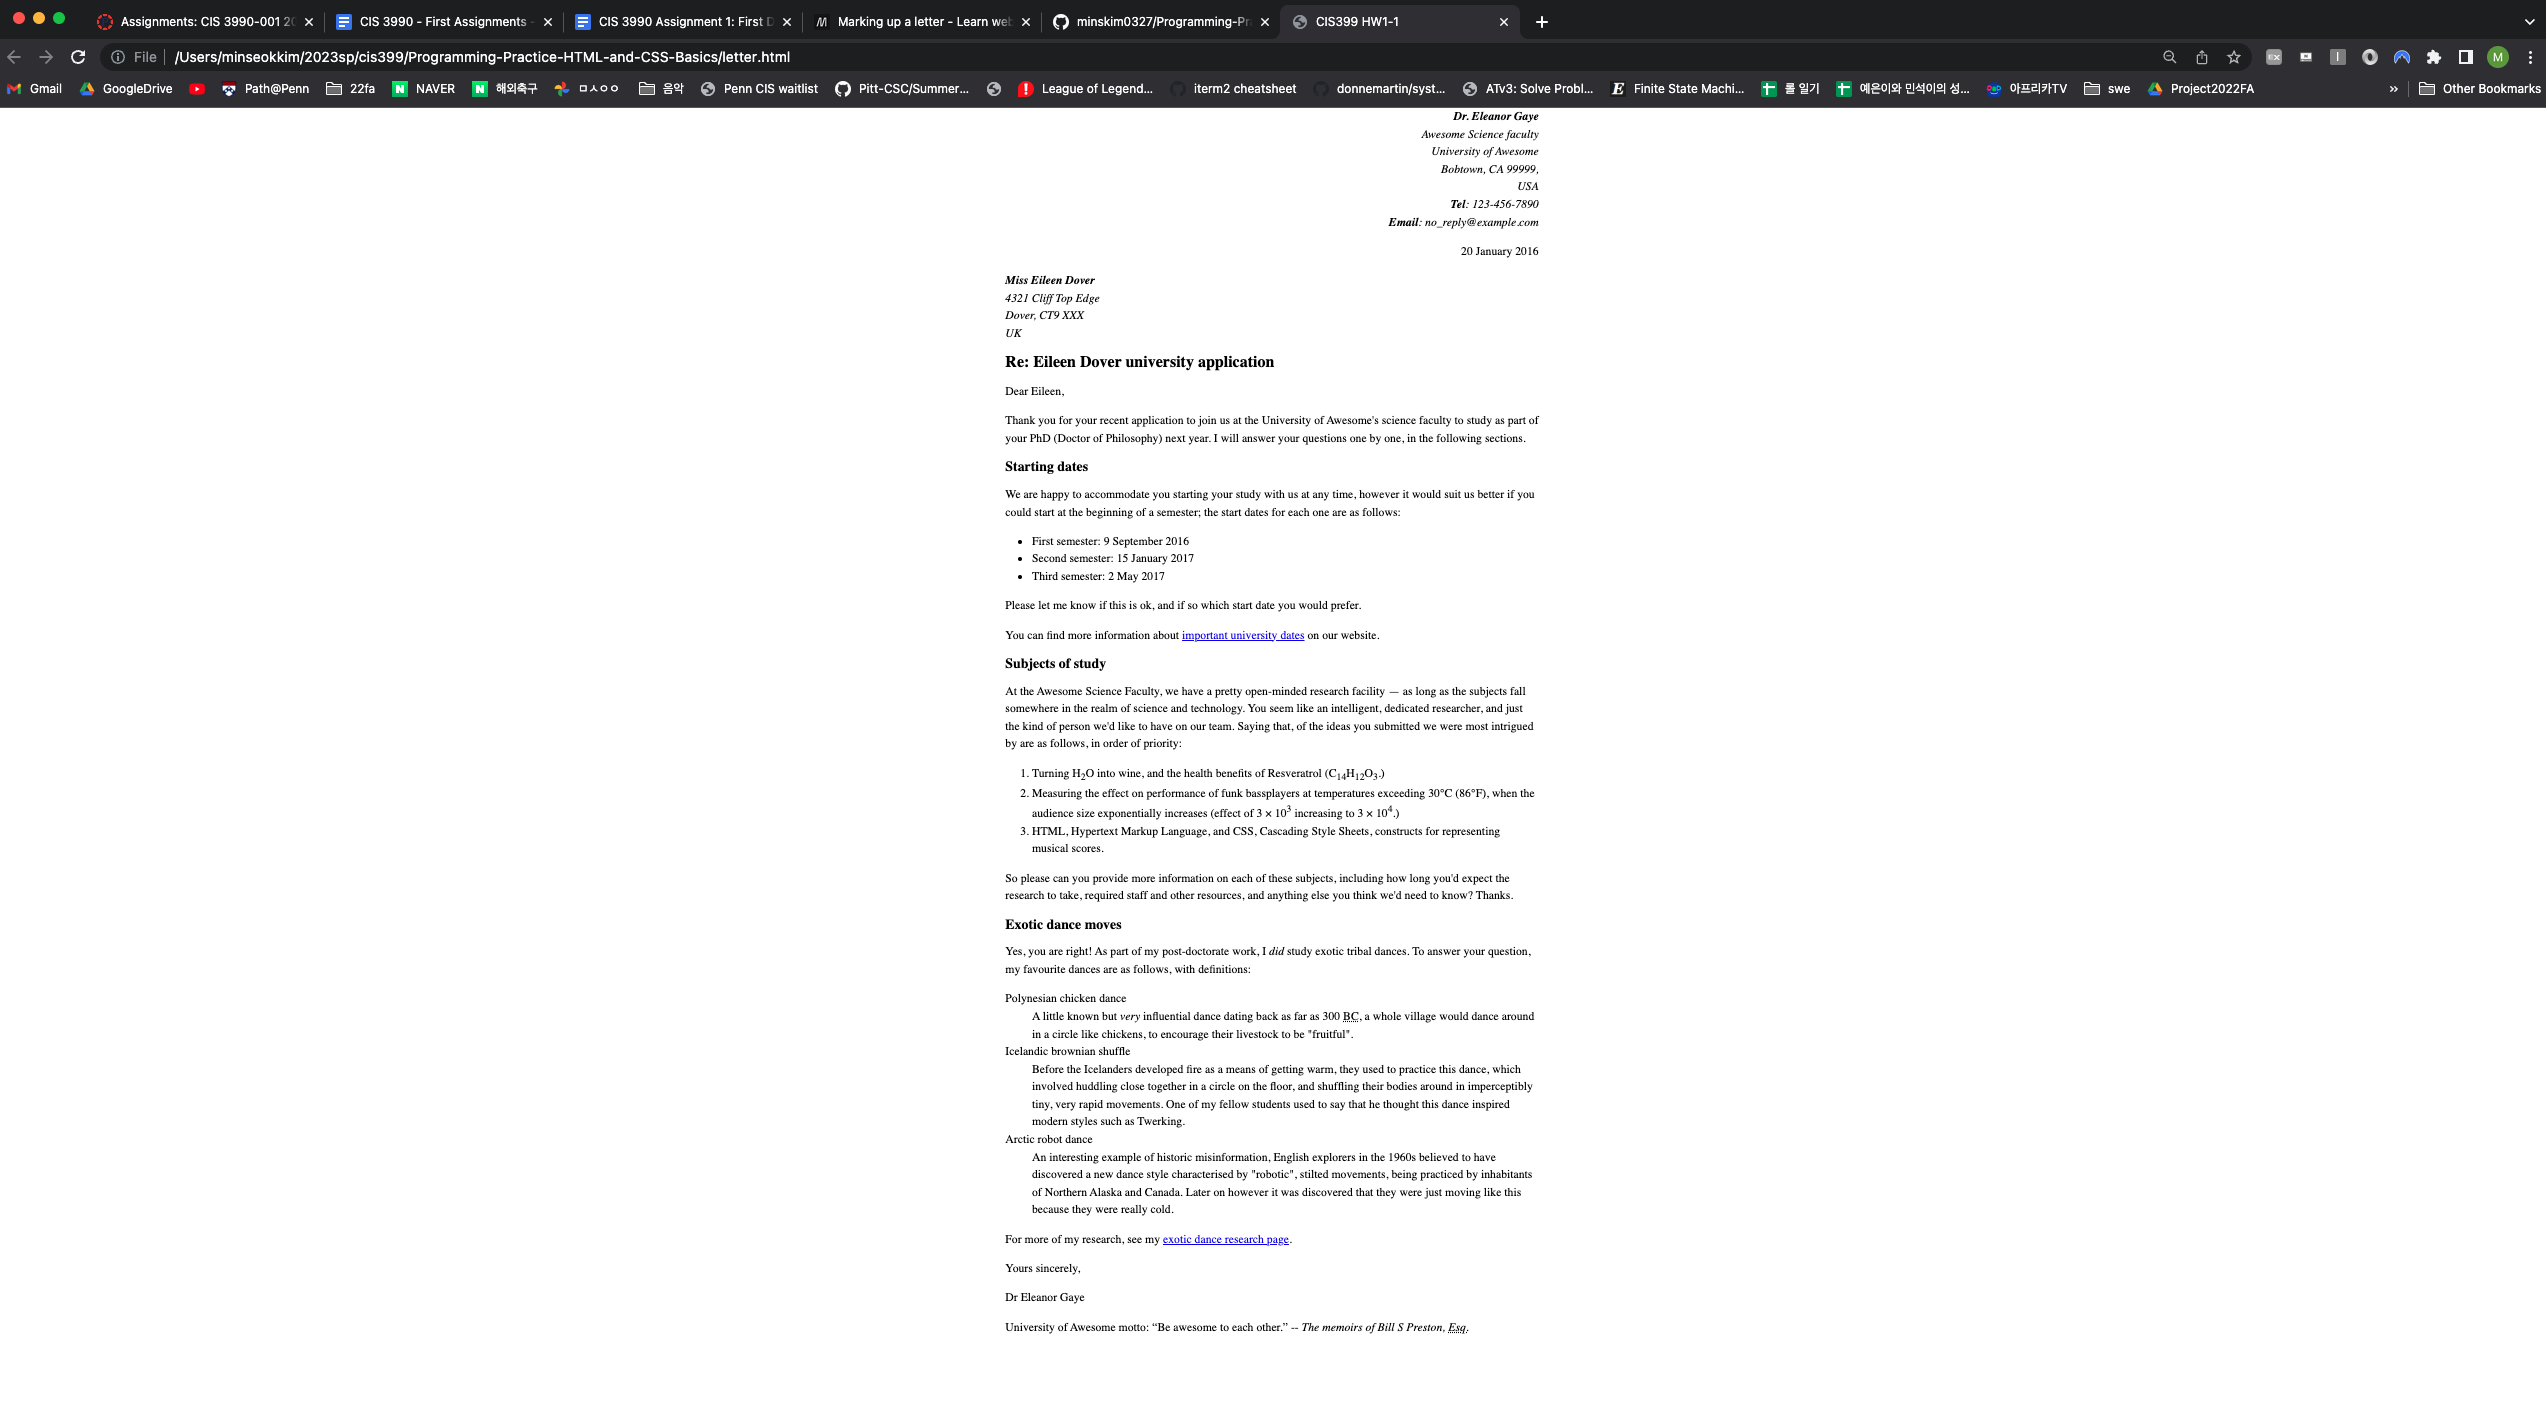 Assignments: CIS 3990-001 20
CIS 3990 - First Assignments -
CIS 3990 Assignment 1: First D
Marking up a letter - Learn web
minskim0327/Programming-Pra
CIS399 HW1-1
File
/Users/minseokkim/2023sp/cis399/Programming-Practice-HTML-and-CSS-Basics/letter.html
M
Gmail
GoogleDrive
Path@Penn
22fa
NAVER
해외축구
ㅁㅅㅇㅇ
음악
Penn CIS waitlist
Pitt-CSC/Summer...
League of Legend...
iterm2 cheatsheet
donnemartin/syst...
ATv3: Solve Probl...
Finite State Machi...
롤 일기
예은이와 민석이의 성...
아프리카TV
swe
Project2022FA
»
Other Bookmarks
Dr. Eleanor Gaye
Awesome Science faculty
University of Awesome
Bobtown, CA 99999,
USA
Tel: 123-456-7890
Email: no_reply@example.com
20 January 2016
Miss Eileen Dover
4321 Cliff Top Edge
Dover, CT9 XXX
UK
Re: Eileen Dover university application
Dear Eileen,
Thank you for your recent application to join us at the University of Awesome's science faculty to study as part of
your PhD (Doctor of Philosophy) next year. I will answer your questions one by one, in the following sections.
Starting dates
We are happy to accommodate you starting your study with us at any time, however it would suit us better if you
could start at the beginning of a semester; the start dates for each one are as follows:
• First semester: 9 September 2016
• Second semester: 15 January 2017
• Third semester: 2 May 2017
Please let me know if this is ok, and if so which start date you would prefer.
You can find more information about important university dates on our website.
Subjects of study
At the Awesome Science Faculty, we have a pretty open-minded research facility — as long as the subjects fall
somewhere in the realm of science and technology. You seem like an intelligent, dedicated researcher, and just
the kind of person we'd like to have on our team. Saying that, of the ideas you submitted we were most intrigued
by are as follows, in order of priority:
1. Turning H₂O into wine, and the health benefits of Resveratrol (C₁₄H₁₂O₃.)
2. Measuring the effect on performance of funk bassplayers at temperatures exceeding 30°C (86°F), when the
audience size exponentially increases (effect of 3 × 10³ increasing to 3 × 10⁴.)
3. HTML, Hypertext Markup Language, and CSS, Cascading Style Sheets, constructs for representing
musical scores.
So please can you provide more information on each of these subjects, including how long you'd expect the
research to take, required staff and other resources, and anything else you think we'd need to know? Thanks.
Exotic dance moves
Yes, you are right! As part of my post-doctorate work, I did study exotic tribal dances. To answer your question,
my favourite dances are as follows, with definitions:
Polynesian chicken dance
A little known but very influential dance dating back as far as 300 BC, a whole village would dance around
in a circle like chickens, to encourage their livestock to be "fruitful".
Icelandic brownian shuffle
Before the Icelanders developed fire as a means of getting warm, they used to practice this dance, which
involved huddling close together in a circle on the floor, and shuffling their bodies around in imperceptibly
tiny, very rapid movements. One of my fellow students used to say that he thought this dance inspired
modern styles such as Twerking.
Arctic robot dance
An interesting example of historic misinformation, English explorers in the 1960s believed to have
discovered a new dance style characterised by "robotic", stilted movements, being practiced by inhabitants
of Northern Alaska and Canada. Later on however it was discovered that they were just moving like this
because they were really cold.
For more of my research, see my exotic dance research page.
Yours sincerely,
Dr Eleanor Gaye
University of Awesome motto: “Be awesome to each other.” -- The memoirs of Bill S Preston, Esq.